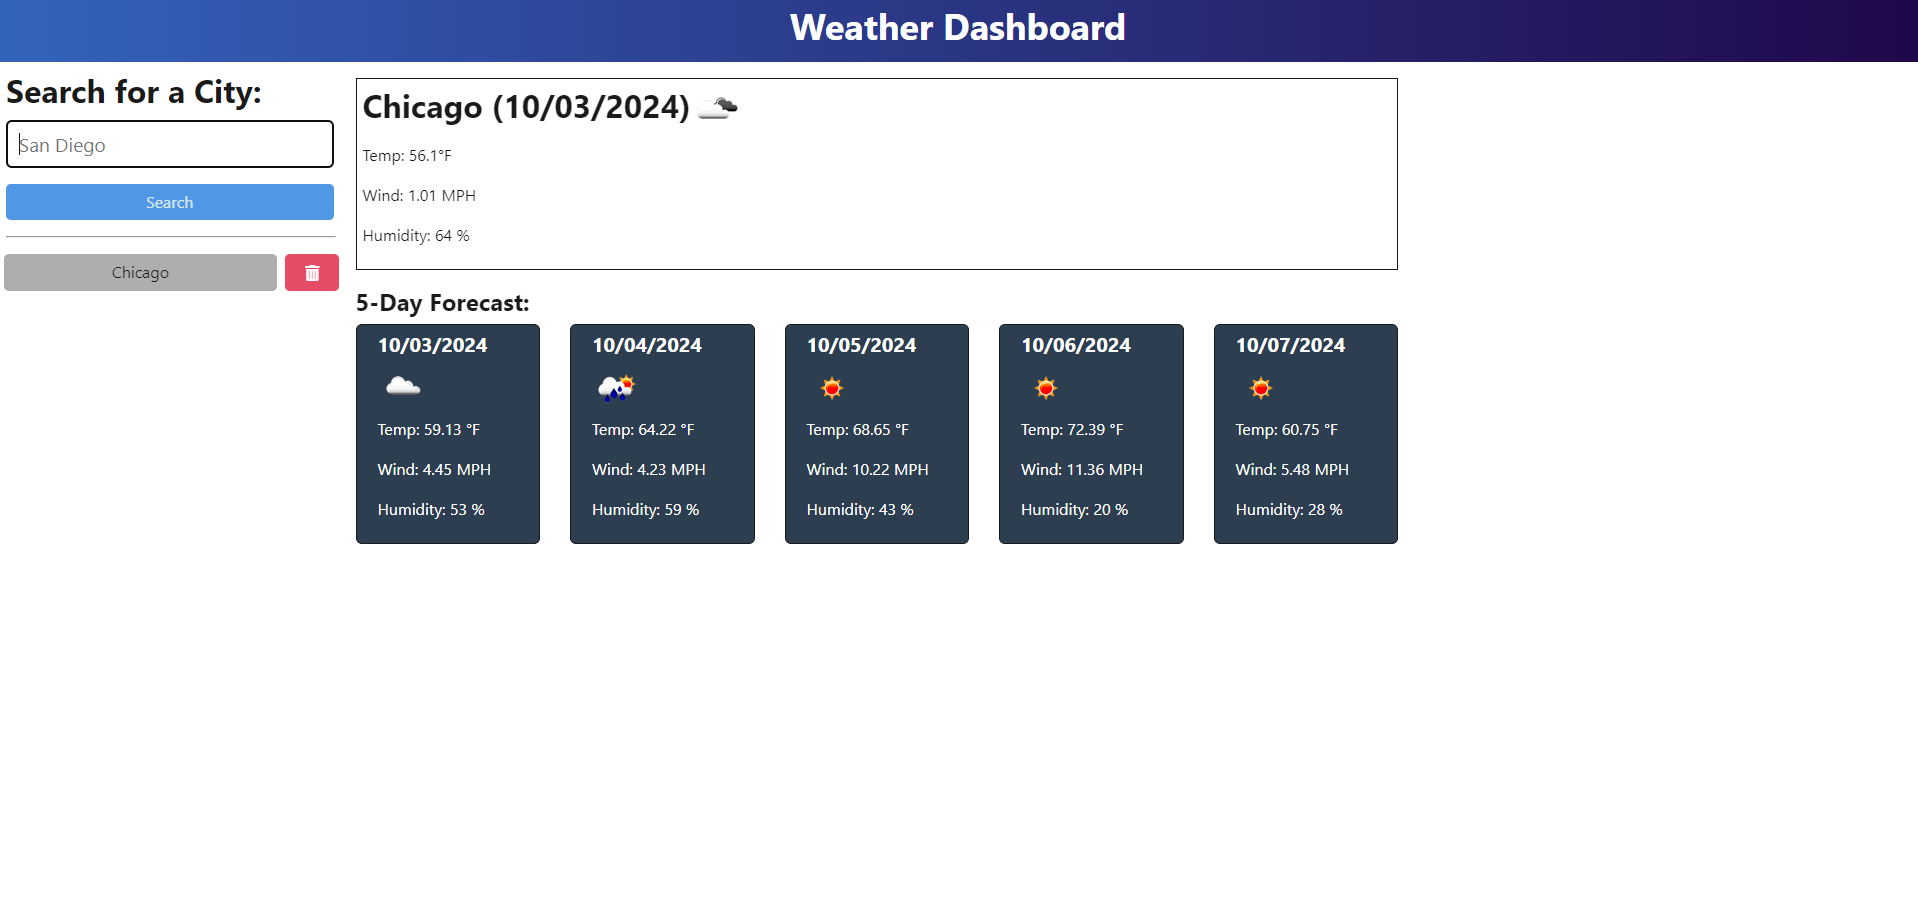 Weather Dashboard
Search for a City:
San Diego
Search
Chicago
Chicago (10/03/2024)
Temp: 56.1°F
Wind: 1.01 MPH
Humidity: 64 %
5-Day Forecast:
10/03/2024
Temp: 59.13 °F
Wind: 4.45 MPH
Humidity: 53 %
10/04/2024
Temp: 64.22 °F
Wind: 4.23 MPH
Humidity: 59 %
10/05/2024
Temp: 68.65 °F
Wind: 10.22 MPH
Humidity: 43 %
10/06/2024
Temp: 72.39 °F
Wind: 11.36 MPH
Humidity: 20 %
10/07/2024
Temp: 60.75 °F
Wind: 5.48 MPH
Humidity: 28 %